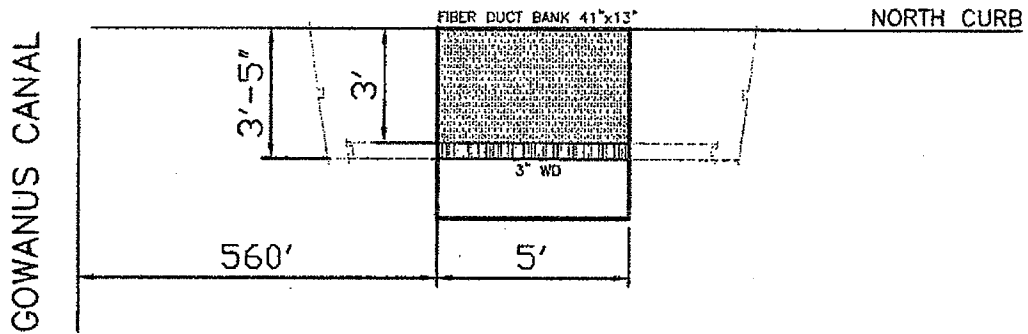 FIBER DUCT BANK 41"x13"
NORTH CURB
GOWANUS CANAL
3'-5"
3'
3" WD
560'
5'